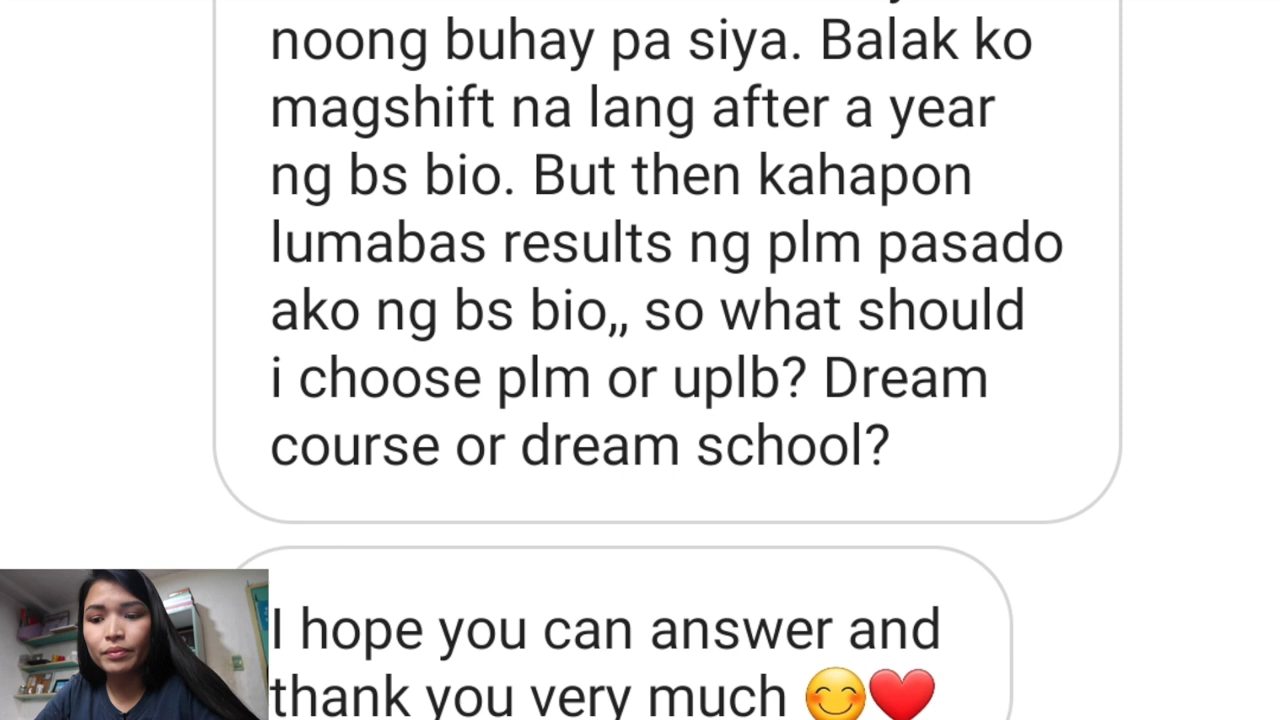 noong buhay pa siya. Balak ko
magshift na lang after a year
ng bs bio. But then kahapon
lumabas results ng plm pasado
ako ng bs bio,, so what should
i choose plm or uplb? Dream
course or dream school?
I hope you can answer and
thank you very much 😊❤️